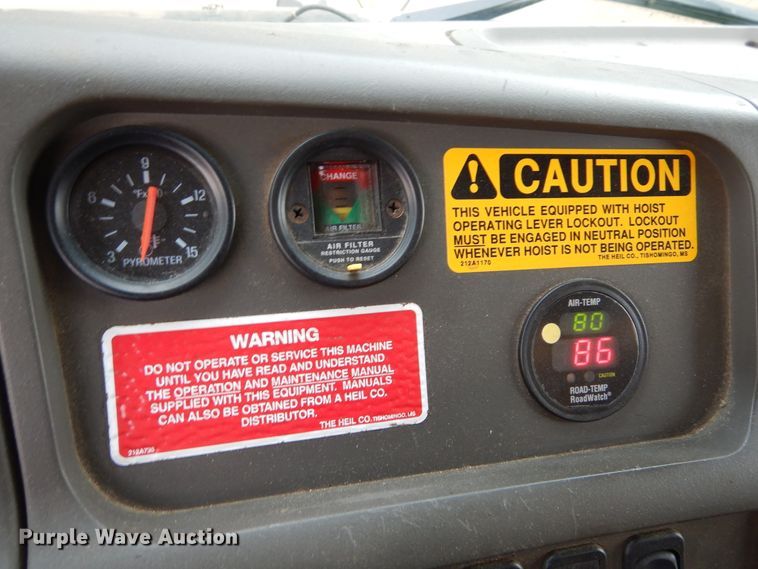 3
6
9
12
15
PYROMETER
CHANGE
AIR FILTER
AIR FILTER
RESTRICTION GAUGE
PUSH TO RESET
CAUTION
THIS VEHICLE EQUIPPED WITH HOIST
OPERATING LEVER LOCKOUT. LOCKOUT
MUST BE ENGAGED IN NEUTRAL POSITION
WHENEVER HOIST IS NOT BEING OPERATED.
212A1170
THE HEIL CO., TISHOMINGO, MS
WARNING
DO NOT OPERATE OR SERVICE THIS MACHINE
UNTIL YOU HAVE READ AND UNDERSTAND
THE OPERATION AND MAINTENANCE MANUAL
SUPPLIED WITH THIS EQUIPMENT. MANUALS
CAN ALSO BE OBTAINED FROM A HEIL CO.
DISTRIBUTOR.
THE HEIL CO., TISHOMINGO, MS
AIR-TEMP
80
86
CAUTION
ROAD-TEMP
RoadWatch®
Purple Wave Auction